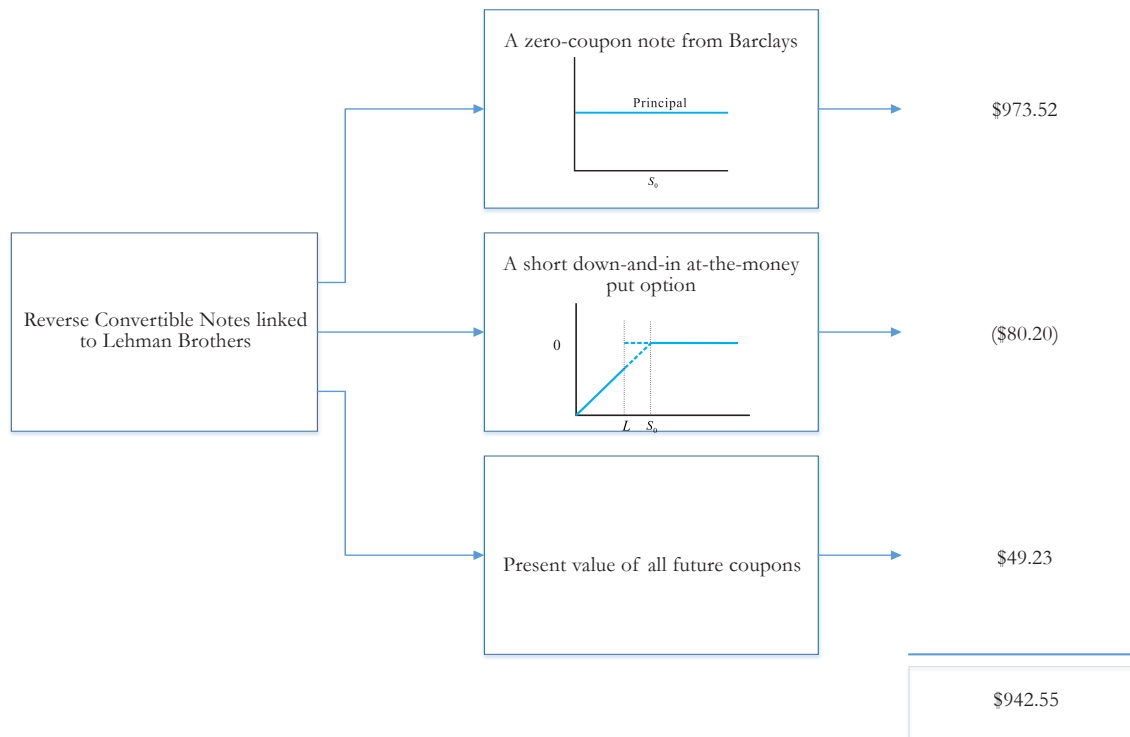 A zero-coupon note from Barclays
Principal
S₀
$973.52
Reverse Convertible Notes linked
to Lehman Brothers
A short down-and-in at-the-money
put option
0
L S₀
($80.20)
Present value of all future coupons
$49.23
$942.55